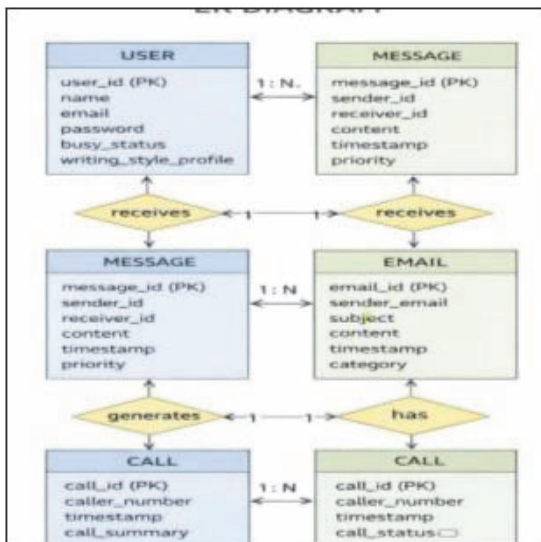 USER
user_id (PK)
name
email
password
busy_status
writing_style_profile
1 : N.
MESSAGE
message_id (PK)
sender_id
receiver_id
content
timestamp
priority
receives
1
1
receives
MESSAGE
message_id (PK)
sender_id
receiver_id
content
timestamp
priority
1 : N
EMAIL
email_id (PK)
sender_email
subject
content
timestamp
category
generates
1
1
has
CALL
call_id (PK)
caller_number
timestamp
call_summary
1 : N
CALL
call_id (PK)
caller_number
timestamp
call_status